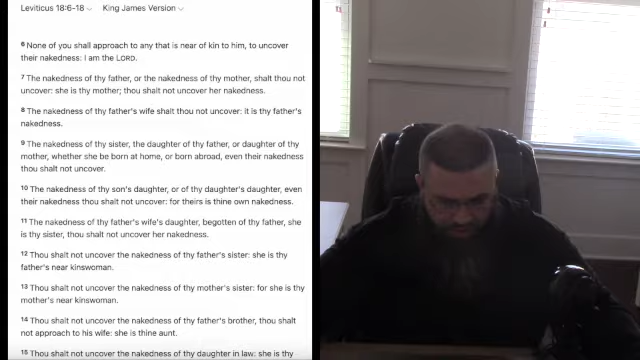 Leviticus 18:6-18 King James Version
6 None of you shall approach to any that is near of kin to him, to uncover
their nakedness: I am the LORD.
7 The nakedness of thy father, or the nakedness of thy mother, shalt thou not
uncover: she is thy mother; thou shalt not uncover her nakedness.
8 The nakedness of thy father's wife shalt thou not uncover: it is thy father's
nakedness.
9 The nakedness of thy sister, the daughter of thy father, or daughter of thy
mother, whether she be born at home, or born abroad, even their nakedness
thou shalt not uncover.
10 The nakedness of thy son's daughter, or of thy daughter's daughter, even
their nakedness thou shalt not uncover: for theirs is thine own nakedness.
11 The nakedness of thy father's wife's daughter, begotten of thy father, she
is thy sister, thou shalt not uncover her nakedness.
12 Thou shalt not uncover the nakedness of thy father's sister: she is thy
father's near kinswoman.
13 Thou shalt not uncover the nakedness of thy mother's sister: for she is thy
mother's near kinswoman.
14 Thou shalt not uncover the nakedness of thy father's brother, thou shalt
not approach to his wife: she is thine aunt.
15 Thou shalt not uncover the nakedness of thy daughter in law: she is thy